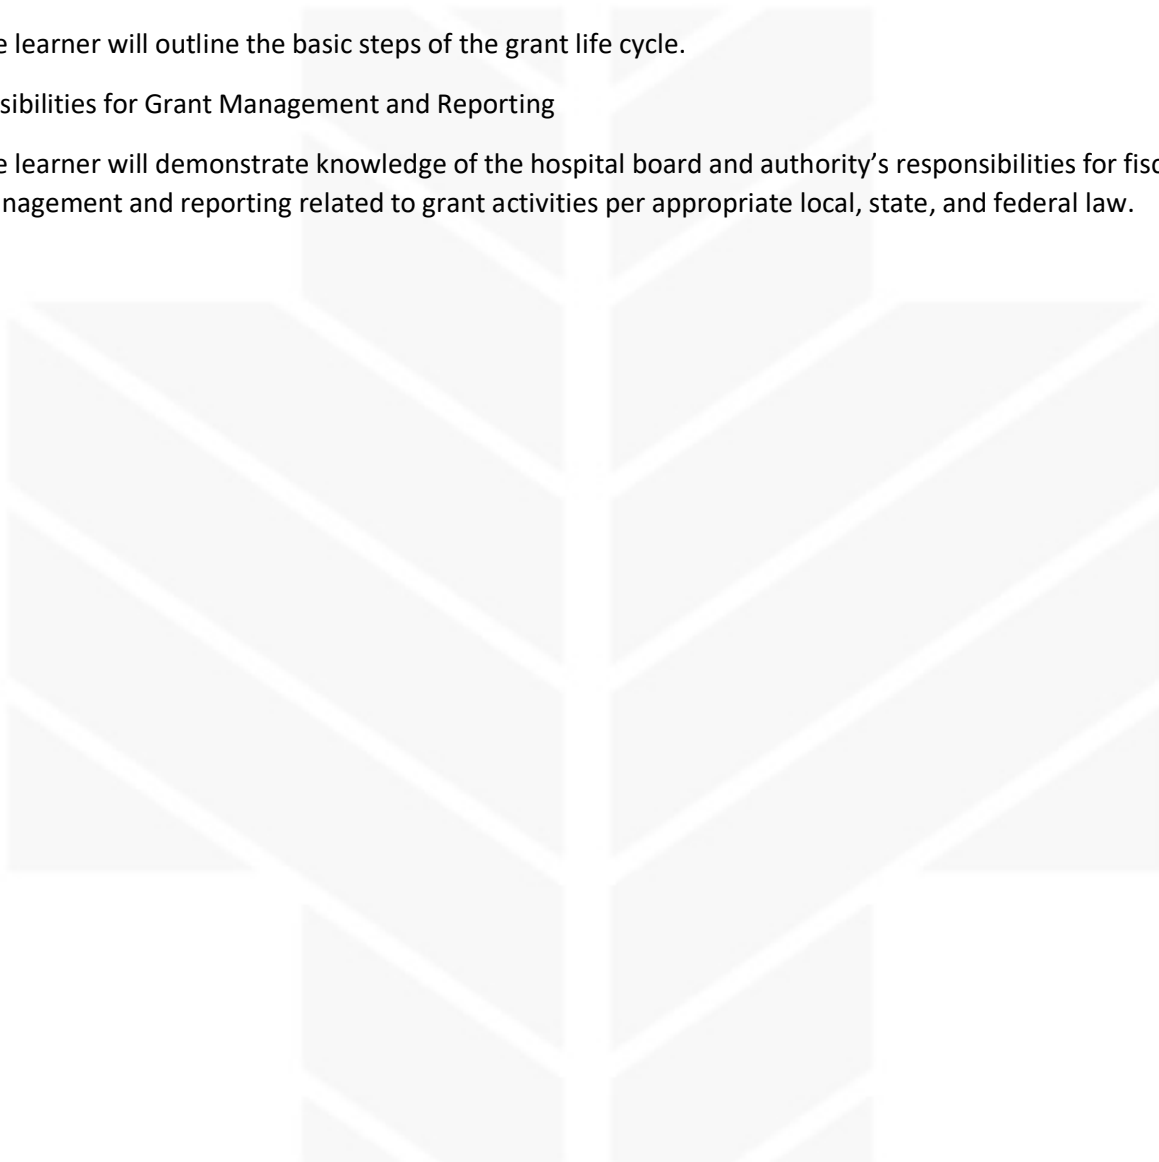 e learner will outline the basic steps of the grant life cycle.
sibilities for Grant Management and Reporting
e learner will demonstrate knowledge of the hospital board and authority’s responsibilities for fisc
nagement and reporting related to grant activities per appropriate local, state, and federal law.